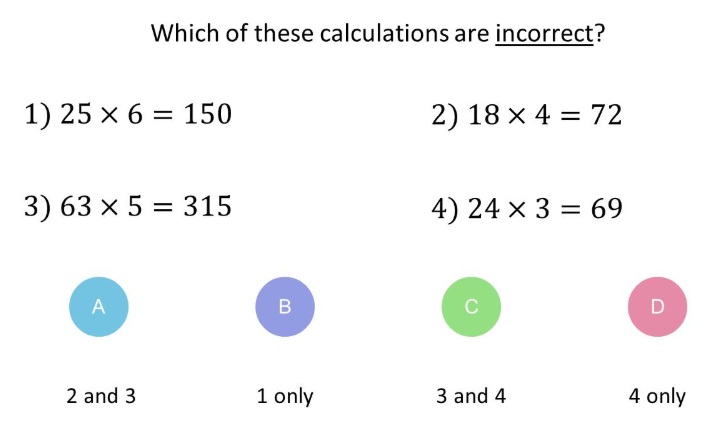 Which of these calculations are incorrect?
1) 25 × 6 = 150
2) 18 × 4 = 72
3) 63 × 5 = 315
4) 24 × 3 = 69
A
B
C
D
2 and 3
1 only
3 and 4
4 only